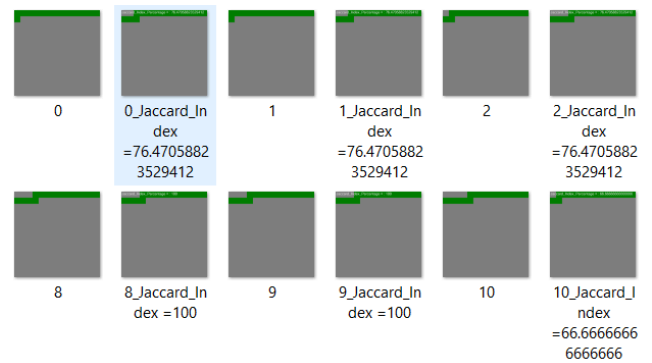 0
0_Jaccard_In
dex
=76.4705882
3529412
1
1_Jaccard_In
dex
=76.4705882
3529412
2
2_Jaccard_In
dex
=76.4705882
3529412
8
8_Jaccard_In
dex =100
9
9_Jaccard_In
dex =100
10
10_Jaccard_I
ndex
=66.6666666
6666666